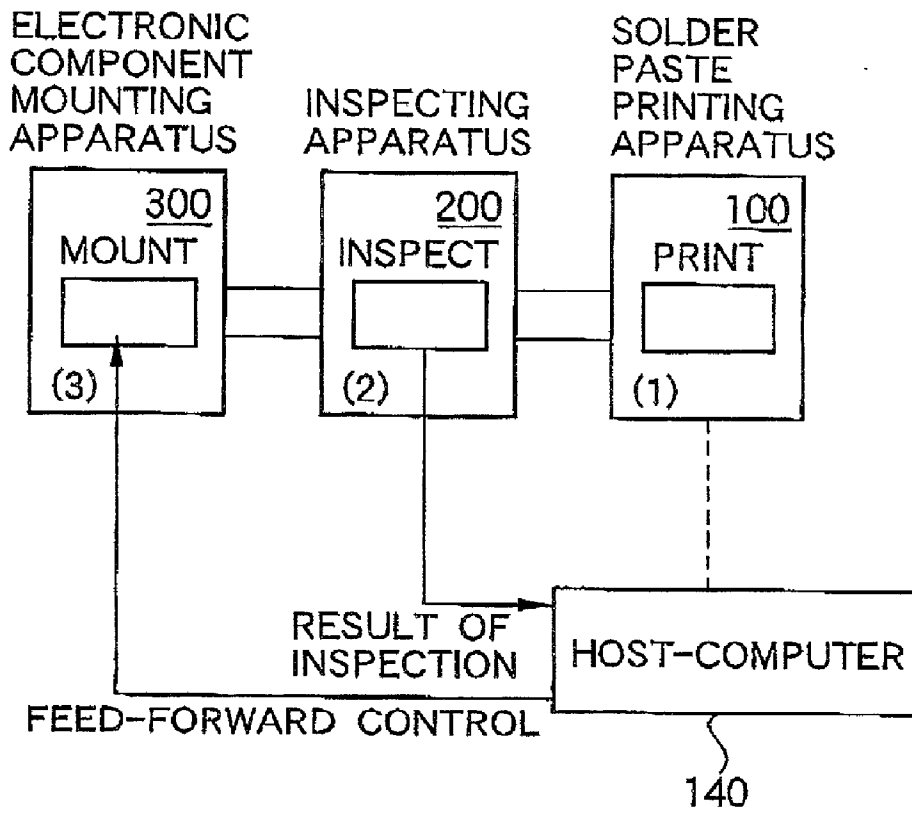 ELECTRONIC
COMPONENT
MOUNTING
APPARATUS
INSPECTING
APPARATUS
SOLDER
PASTE
PRINTING
APPARATUS
300
MOUNT
(3)
200
INSPECT
(2)
100
PRINT
(1)
RESULT OF
INSPECTION
HOST-COMPUTER
FEED-FORWARD CONTROL
140